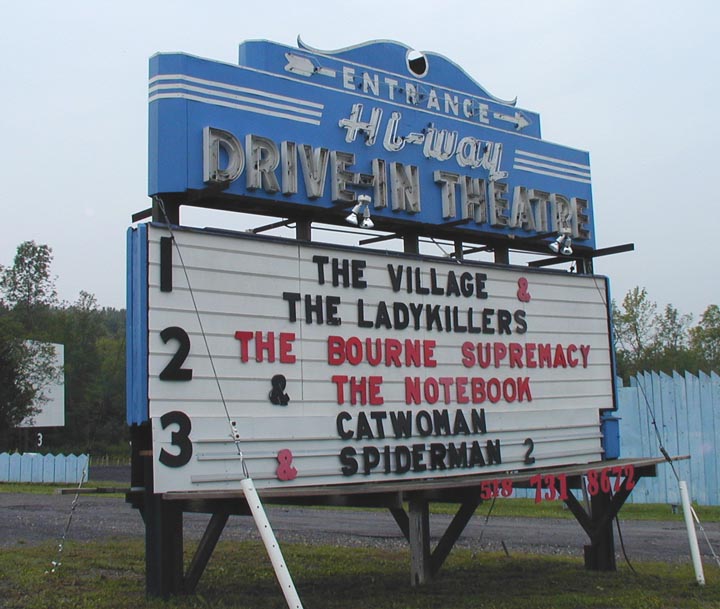 ENTRANCE
Hi-way
DRIVE-IN THEATRE
1 THE VILLAGE &
THE LADYKILLERS
2 THE BOURNE SUPREMACY
& THE NOTEBOOK
3 CATWOMAN
& SPIDERMAN 2
518 731-8672
3